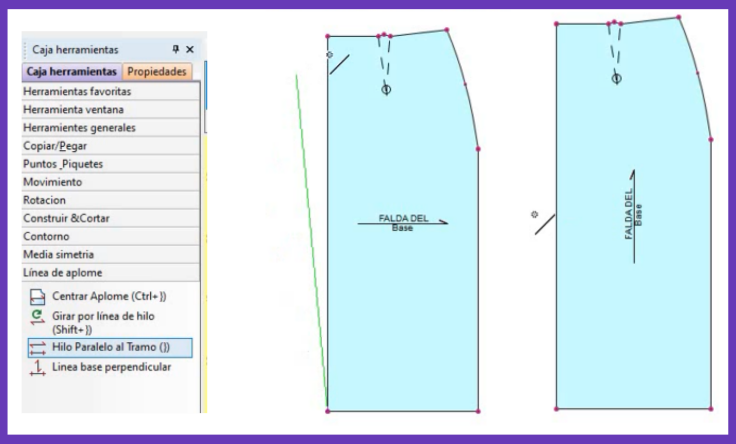 Caja herramientas
Caja herramientas Propiedades
Herramientas favoritas
Herramienta ventana
Herramientes generales
Copiar/Pegar
Puntos_Piquetes
Movimiento
Rotacion
Construir &Cortar
Contorno
Media simetria
Línea de aplome
Centrar Aplome (Ctrl+})
Girar por línea de hilo
(Shift+})
Hilo Paralelo al Tramo (})
Linea base perpendicular
FALDA DEL
Base
FALDA DEL
Base